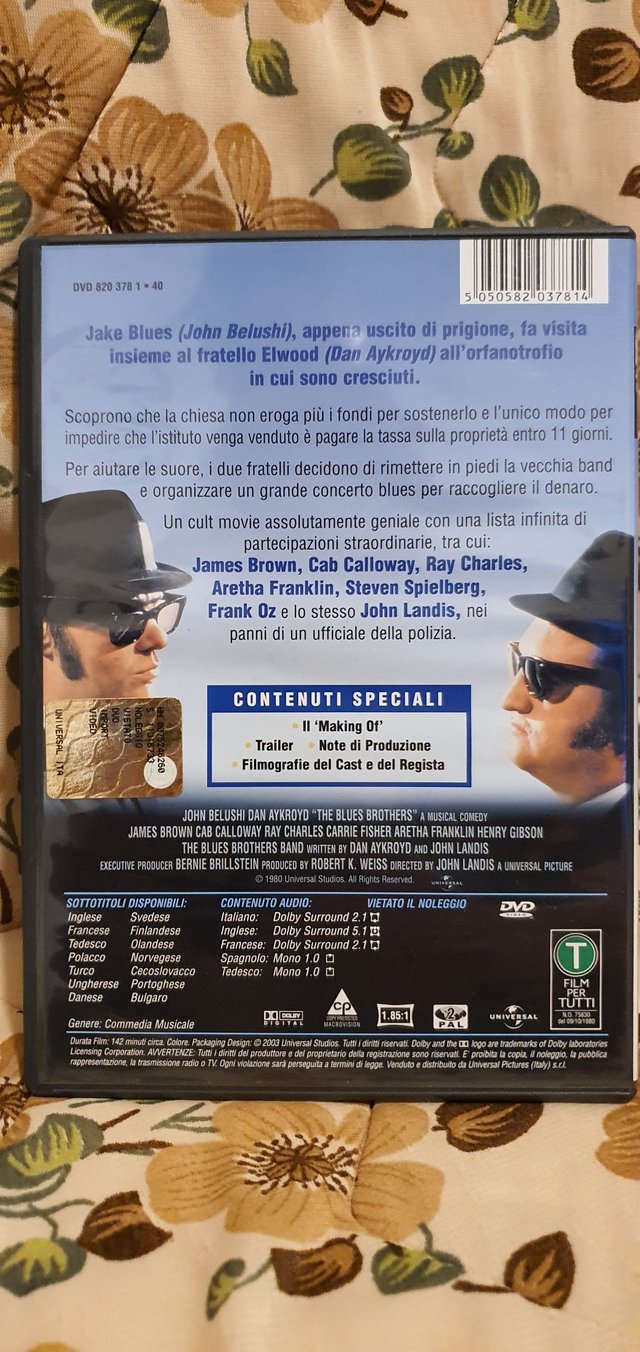 DVD 820 378 1 • 40
5 050582 037814
Jake Blues (John Belushi), appena uscito di prigione, fa visita
insieme al fratello Elwood (Dan Aykroyd) all'orfanotrofio
in cui sono cresciuti.
Scoprono che la chiesa non eroga più i fondi per sostenerlo e l'unico modo per
impedire che l'istituto venga venduto è pagare la tassa sulla proprietà entro 11 giorni.
Per aiutare le suore, i due fratelli decidono di rimettere in piedi la vecchia band
e organizzare un grande concerto blues per raccogliere il denaro.
Un cult movie assolutamente geniale con una lista infinita di
partecipazioni straordinarie, tra cui:
James Brown, Cab Calloway, Ray Charles,
Aretha Franklin, Steven Spielberg,
Frank Oz e lo stesso John Landis, nei
panni di un ufficiale della polizia.
NOLEGGIO
VIETATO
DVD
VIDEO
UNIVERSAL ITA
CONTENUTI SPECIALI
• Il 'Making Of'
• Trailer • Note di Produzione
• Filmografie del Cast e del Regista
JOHN BELUSHI DAN AYKROYD "THE BLUES BROTHERS" A MUSICAL COMEDY
JAMES BROWN CAB CALLOWAY RAY CHARLES CARRIE FISHER ARETHA FRANKLIN HENRY GIBSON
THE BLUES BROTHERS BAND WRITTEN BY DAN AYKROYD AND JOHN LANDIS
EXECUTIVE PRODUCER BERNIE BRILLSTEIN PRODUCED BY ROBERT K. WEISS DIRECTED BY JOHN LANDIS A UNIVERSAL PICTURE
© 1980 Universal Studios. All Rights Reserved. UNIVERSAL
SOTTOTITOLI DISPONIBILI:
Inglese Svedese
Francese Finlandese
Tedesco Olandese
Polacco Norvegese
Turco Cecoslovacco
Ungherese Portoghese
Danese Bulgaro
Genere: Commedia Musicale
CONTENUTO AUDIO:
Italiano: Dolby Surround 2.1
Inglese: Dolby Surround 5.1
Francese: Dolby Surround 2.1
Spagnolo: Mono 1.0
Tedesco: Mono 1.0
VIETATO IL NOLEGGIO
DVD VIDEO
T
FILM
PER
TUTTI
N.O. 75630
del 09/10/1980
DOLBY
DIGITAL
CP
COPY PROTECTED
MACROVISION
1.85:1
2
PAL
UNIVERSAL
Durata Film: 142 minuti circa. Colore. Packaging Design: © 2003 Universal Studios. Tutti i diritti riservati. Dolby and the logo are trademarks of Dolby laboratories
Licensing Corporation. AVVERTENZE: Tutti i diritti del produttore e del proprietario della registrazione sono riservati. E' proibita la copia, il noleggio, la pubblica
rappresentazione, la trasmissione radio o TV. Ogni violazione sarà perseguita a termini di legge. Venduto e distribuito da Universal Pictures (Italy) s.r.l.